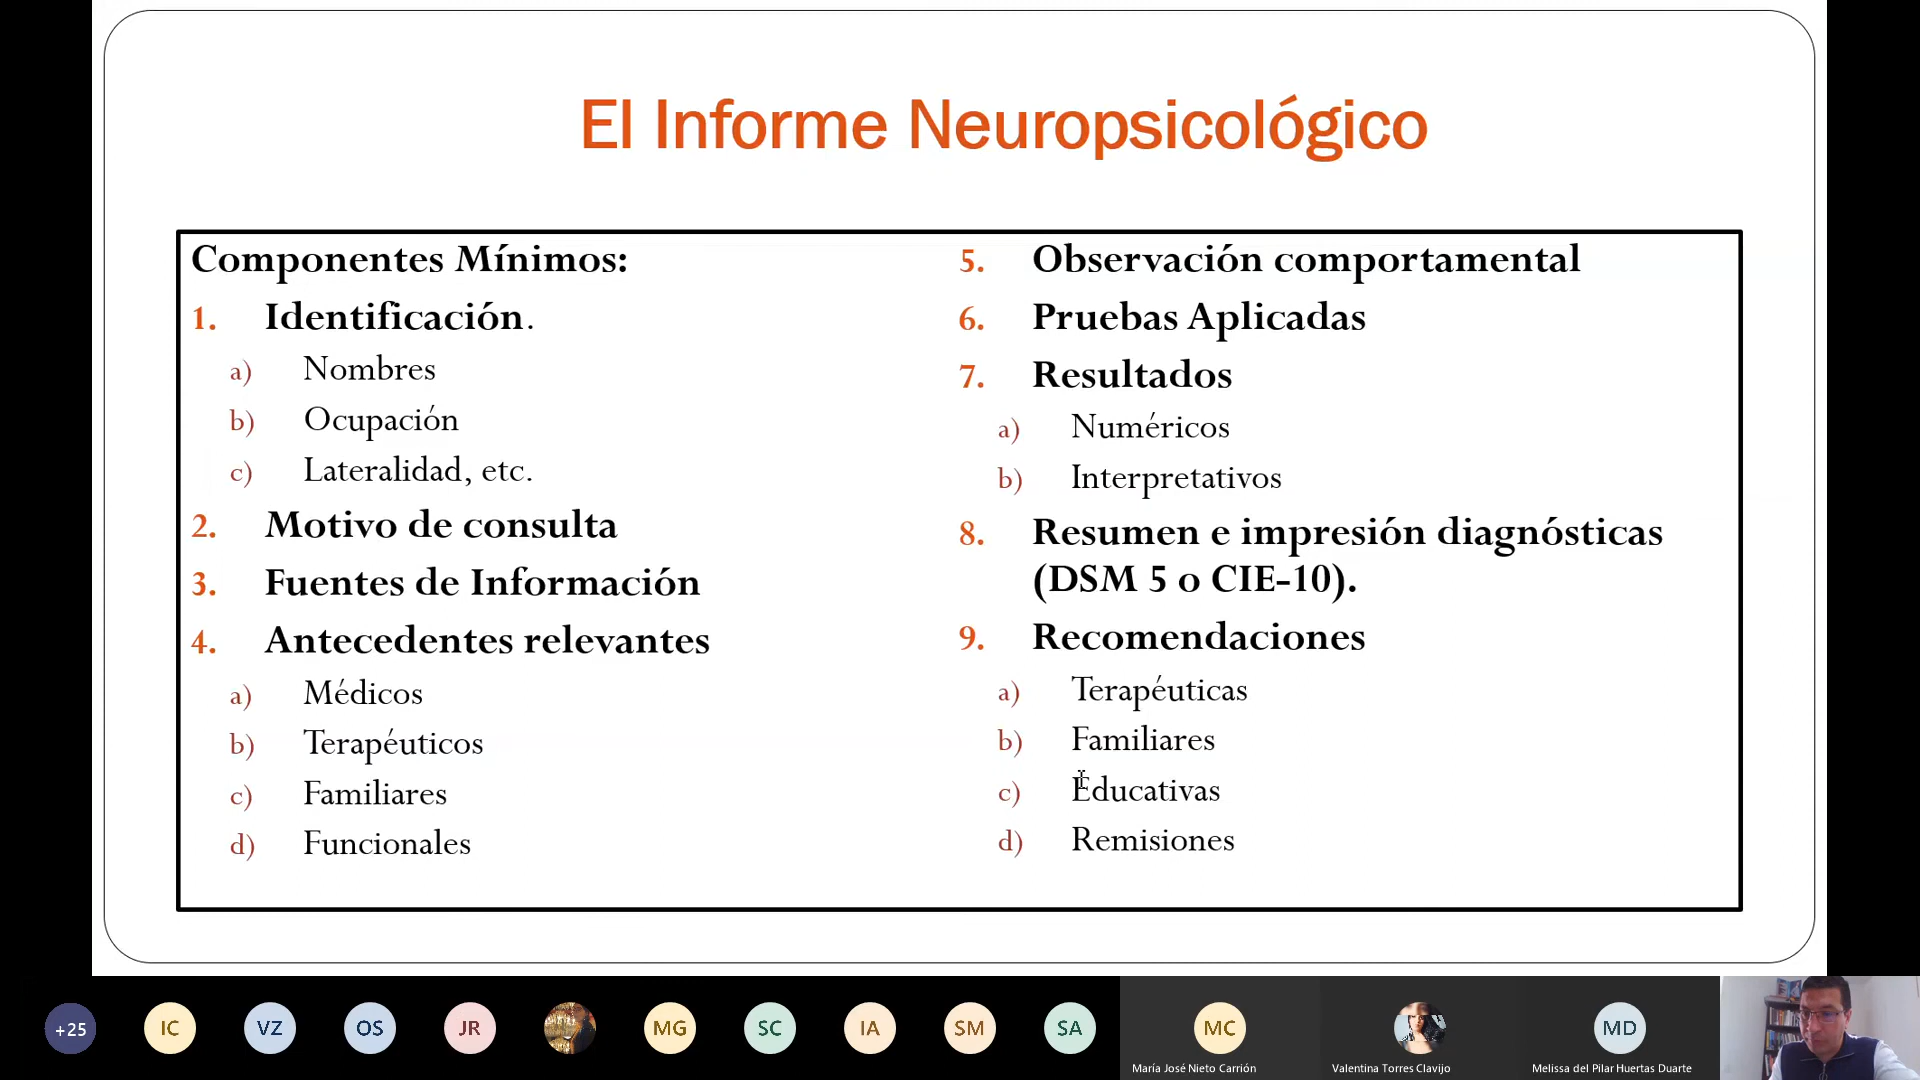 El Informe Neuropsicológico
Componentes Mínimos:
1. Identificación.
a) Nombres
b) Ocupación
c) Lateralidad, etc.
2. Motivo de consulta
3. Fuentes de Información
4. Antecedentes relevantes
a) Médicos
b) Terapéuticos
c) Familiares
d) Funcionales
5. Observación comportamental
6. Pruebas Aplicadas
7. Resultados
a) Numéricos
b) Interpretativos
8. Resumen e impresión diagnósticas
(DSM 5 o CIE-10).
9. Recomendaciones
a) Terapéuticas
b) Familiares
c) Educativas
d) Remisiones
+25 IC VZ OS JR MG SC IA SM SA MC MD
María José Nieto Carrión Valentina Torres Clavijo Melissa del Pilar Huertas Duarte